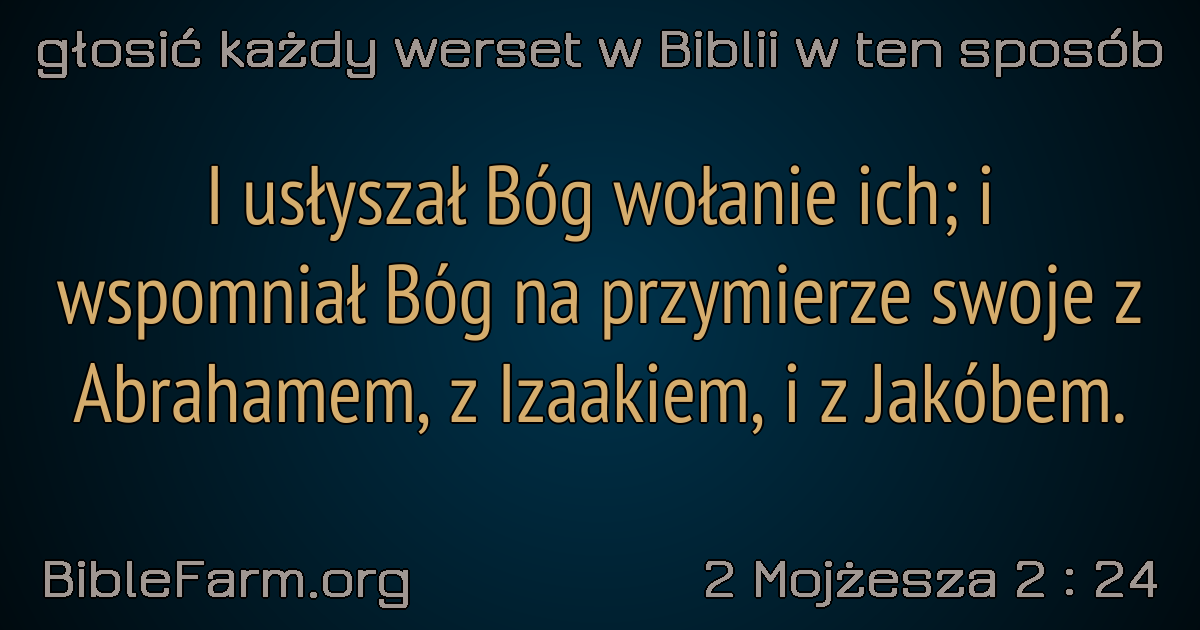 głosić każdy werset w Biblii w ten sposób
I usłyszał Bóg wołanie ich; i
wspomniał Bóg na przymierze swoje z
Abrahamem, z Izaakiem, i z Jakóbem.
BibleFarm.org
2 Mojżesza 2 : 24